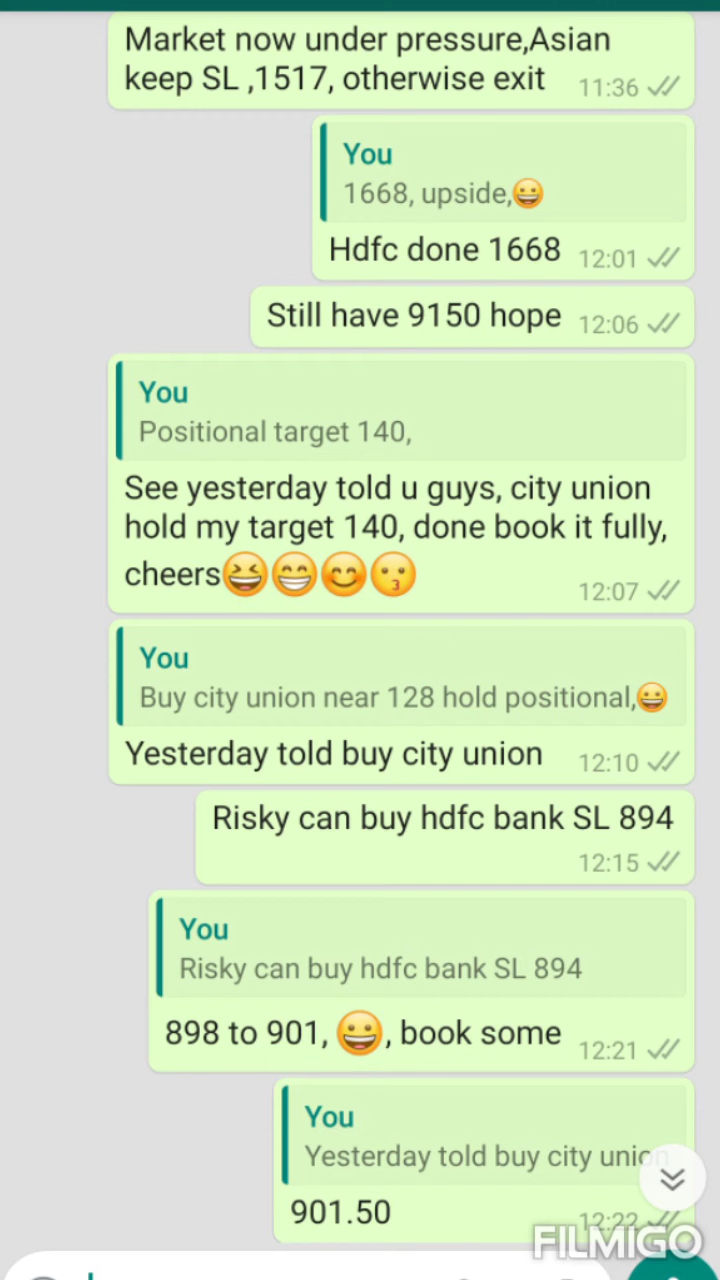 Market now under pressure,Asian
keep SL ,1517, otherwise exit 11:36
You
1668, upside,😀
Hdfc done 1668 12:01
Still have 9150 hope 12:06
You
Positional target 140,
See yesterday told u guys, city union
hold my target 140, done book it fully,
cheers😆😁😊😗 12:07
You
Buy city union near 128 hold positional,😀
Yesterday told buy city union 12:10
Risky can buy hdfc bank SL 894
12:15
You
Risky can buy hdfc bank SL 894
898 to 901, 😀, book some 12:21
You
Yesterday told buy city union
901.50 12:22
FILMIGO